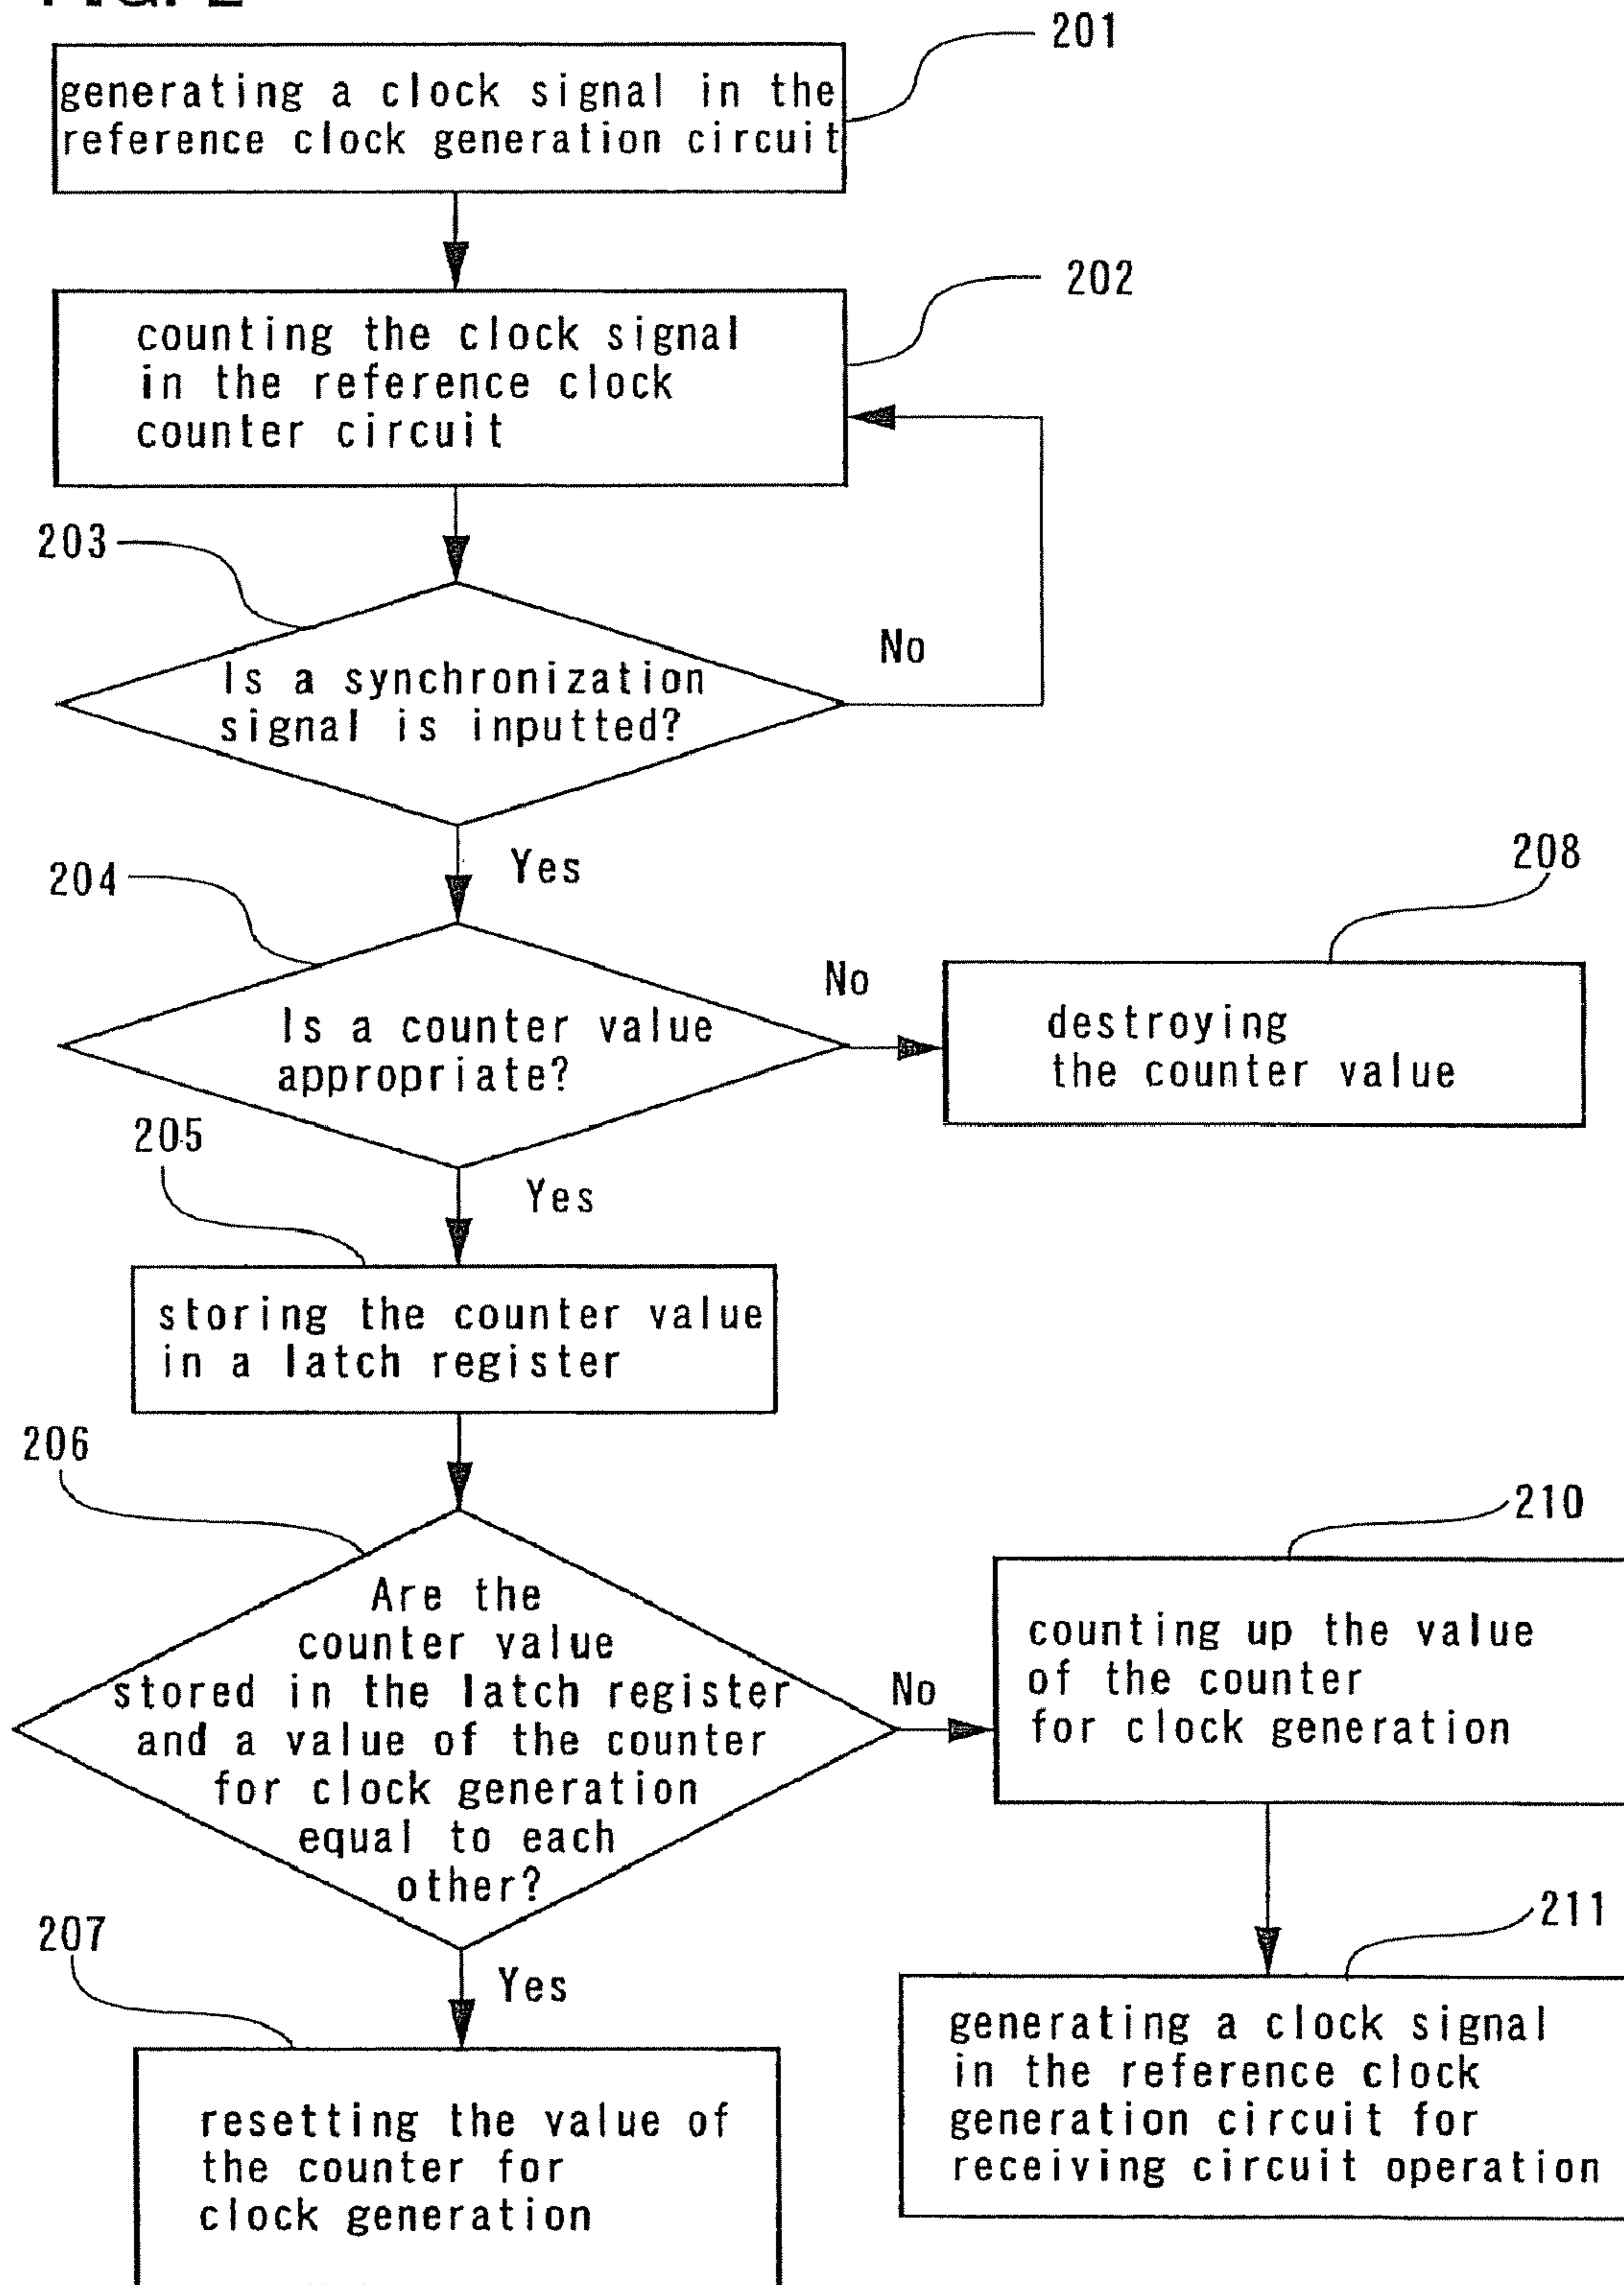 201
generating a clock signal in the
reference clock generation circuit
202
counting the clock signal
in the reference clock
counter circuit
203
No
Is a synchronization
signal is inputted?
Yes
208
204
No
Is a counter value
appropriate?
destroying
the counter value
205
Yes
storing the counter value
in a latch register
206
210
Are the
counter value
stored in the latch register
and a value of the counter
for clock generation
equal to each
other?
No
counting up the value
of the counter
for clock generation
207
Yes
211
generating a clock signal
in the reference clock
generation circuit for
receiving circuit operation
resetting the value of
the counter for
clock generation